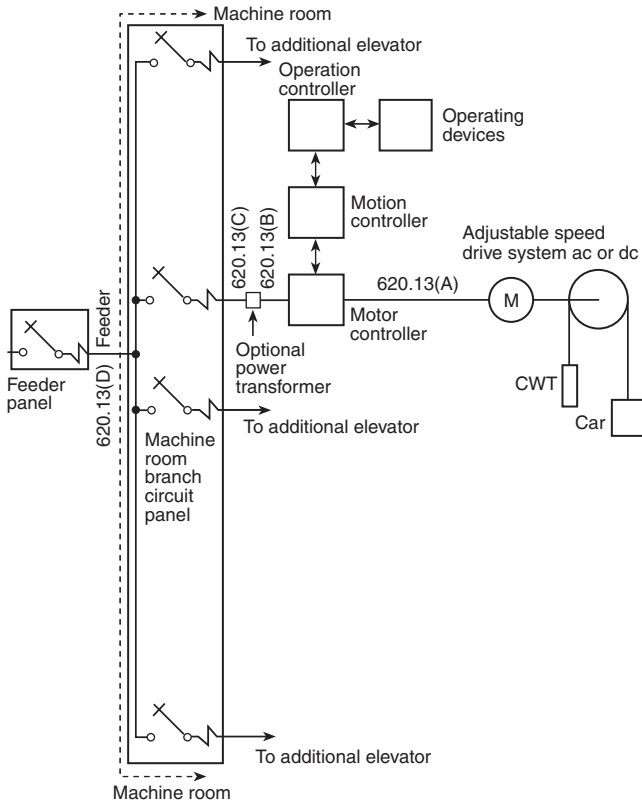 Machine room
To additional elevator
Operation
controller
Operating
devices
620.13(C)
620.13(B)
Motion
controller
Adjustable speed
drive system ac or dc
620.13(A)
M
Feeder
620.13(D)
Motor
controller
Feeder
panel
Optional
power
transformer
CWT
Car
To additional elevator
Machine
room
branch
circuit
panel
To additional elevator
Machine room